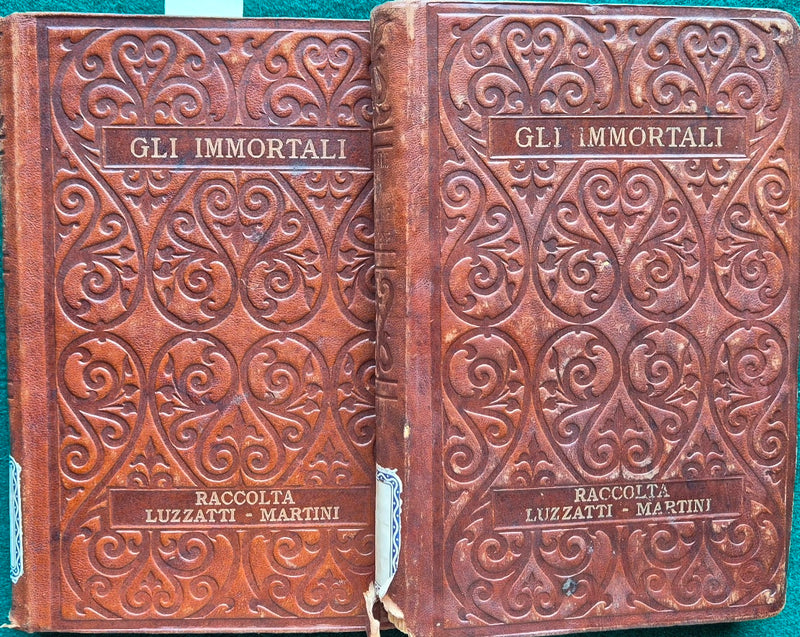 GLI IMMORTALI
RACCOLTA
LUZZATTI - MARTINI
GLI IMMORTALI
RACCOLTA
LUZZATTI - MARTINI